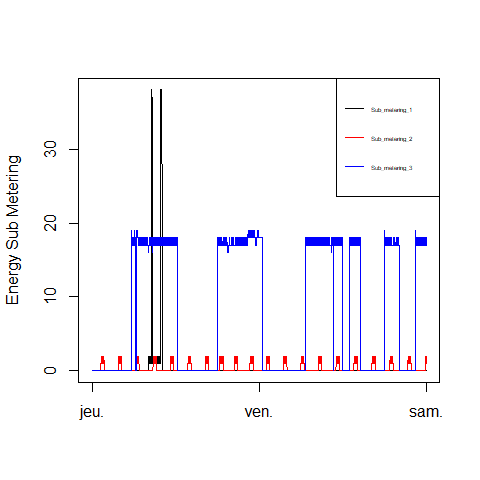 Sub_metering_1
Sub_metering_2
Sub_metering_3
Energy Sub Metering
30
20
10
0
jeu.
ven.
sam.